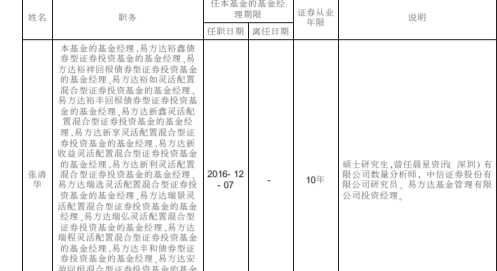 任本基金的基金经
理期限
姓名
职务
证券从业
年限
说明
任职日期
离任日期
张清
华
本基金的基金经理、易方达裕鑫债
券型证券投资基金的基金经理、易
方达裕祥回报债券型证券投资基金
的基金经理、易方达裕如灵活配置
混合型证券投资基金的基金经理、
易方达裕丰回报债券型证券投资基
金的基金经理、易方达新鑫灵活配
置混合型证券投资基金的基金经
理、易方达新享灵活配置混合型证
券投资基金的基金经理、易方达新
收益灵活配置混合型证券投资基金
的基金经理、易方达新利灵活配置
混合型证券投资基金的基金经理、
易方达瑞选灵活配置混合型证券投
资基金的基金经理、易方达瑞景灵
活配置混合型证券投资基金的基金
经理、易方达瑞弘灵活配置混合型
证券投资基金的基金经理、易方达
瑞程灵活配置混合型证券投资基金
的基金经理、易方达丰和债券型证
券投资基金的基金经理、易方达安
盈回报混合型证券投资基金的基金
2016- 12
- 07
-
10年
硕士研究生,曾任晨星资讯(深圳)有
限公司数量分析师，中信证券股份有
限公司研究员，易方达基金管理有限
公司投资经理。